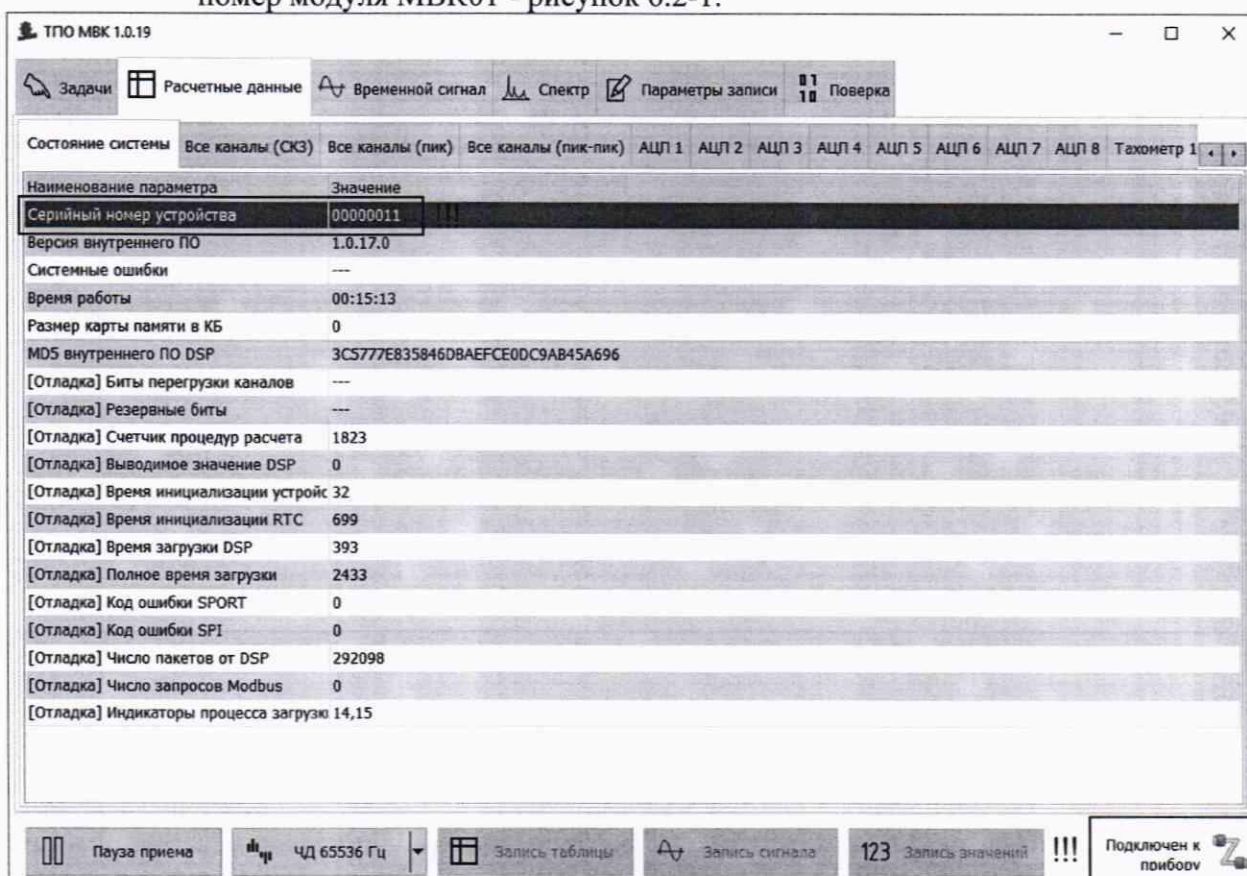 номер модуля МВК01 - рисунок 6.2-1.
ТПО МВК 1.0.19
Задачи Расчетные данные Временной сигнал Спектр Параметры записи Поверка
Состояние системы Все каналы (СКЗ) Все каналы (пик) Все каналы (пик-пик) АЦП 1 АЦП 2 АЦП 3 АЦП 4 АЦП 5 АЦП 6 АЦП 7 АЦП 8 Тахометр 1
Наименование параметра Значение
Серийный номер устройства 00000011 !!!
Версия внутреннего ПО 1.0.17.0
Системные ошибки ---
Время работы 00:15:13
Размер карты памяти в КБ 0
MD5 внутреннего ПО DSP 3C5777E835846DBAEFCE0DC9AB45A696
[Отладка] Биты перегрузки каналов ---
[Отладка] Резервные биты ---
[Отладка] Счетчик процедур расчета 1823
[Отладка] Выводимое значение DSP 0
[Отладка] Время инициализации устройс 32
[Отладка] Время инициализации RTC 699
[Отладка] Время загрузки DSP 393
[Отладка] Полное время загрузки 2433
[Отладка] Код ошибки SPORT 0
[Отладка] Код ошибки SPI 0
[Отладка] Число пакетов от DSP 292098
[Отладка] Число запросов Modbus 0
[Отладка] Индикаторы процесса загрузки 14,15
Пауза приема ЧД 65536 Гц Запись таблицы Запись сигнала 123 Запись значений !!! Подключен к
прибору